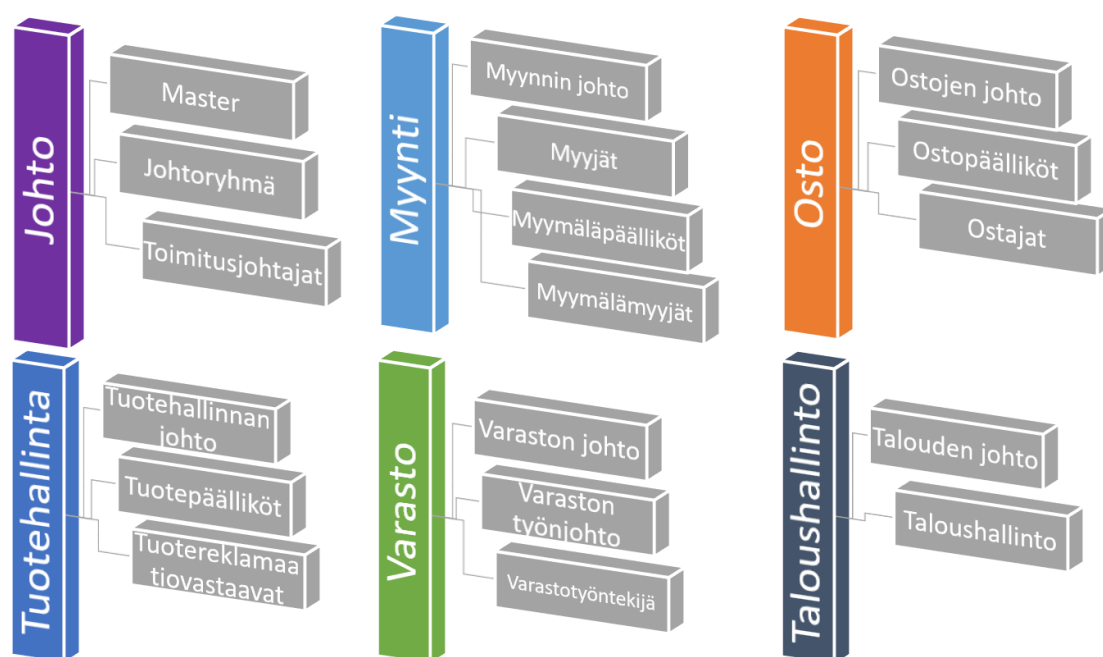 Johto
Master
Johtoryhmä
Toimitusjohtajat
Myynti
Myynnin johto
Myyjät
Myymäläpäälliköt
Myymälämyyjät
Osto
Ostojen johto
Ostopäälliköt
Ostajat
Tuotehallinta
Tuotehallinnan
johto
Tuotepäälliköt
Tuotereklamaa
tiovastaavat
Varasto
Varaston johto
Varaston
työnjohto
Varastotyöntekijä
Taloushallinto
Talouden johto
Taloushallinto